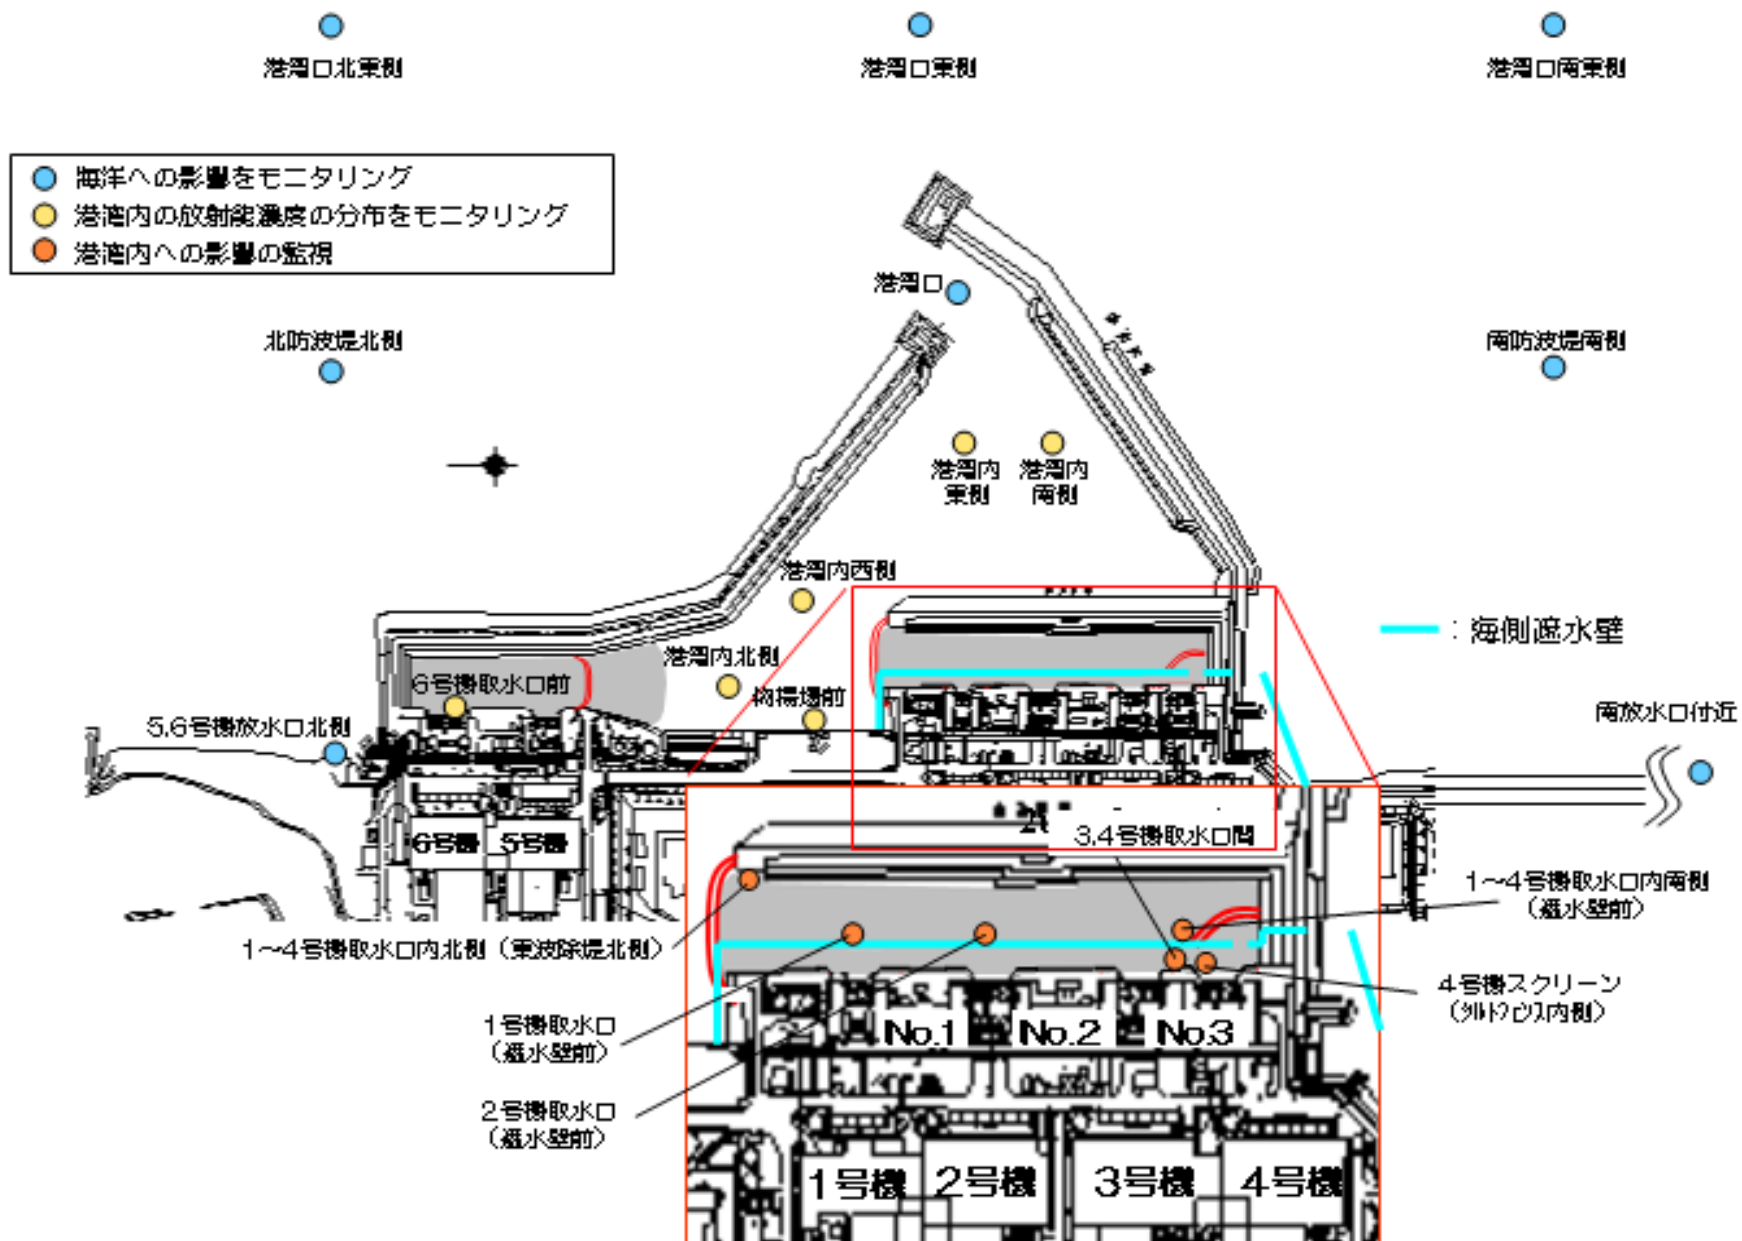 港湾口北東側
港湾口東側
港湾口南東側
海洋への影響をモニタリング
港湾内の放射能濃度の分布をモニタリング
港湾内への影響の監視
港湾口
北防波堤北側
南防波堤南側
港湾内
東側
港湾内
南側
港湾内西側
：海側遮水壁
港湾内北側
6号機取水口前
物揚場前
南放水口付近
5,6号機放水口北側
6号機
5号機
3,4号機取水口間
1～4号機取水口内南側
（遮水壁前）
1～4号機取水口内北側（東波除堤北側）
4号機スクリーン
（シルトフェンス内側）
1号機取水口
（遮水壁前）
No.1
No.2
No.3
2号機取水口
（遮水壁前）
1号機
2号機
3号機
4号機